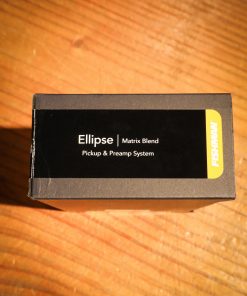 Ellipse | Matrix Blend
Pickup & Preamp System
FISHMAN